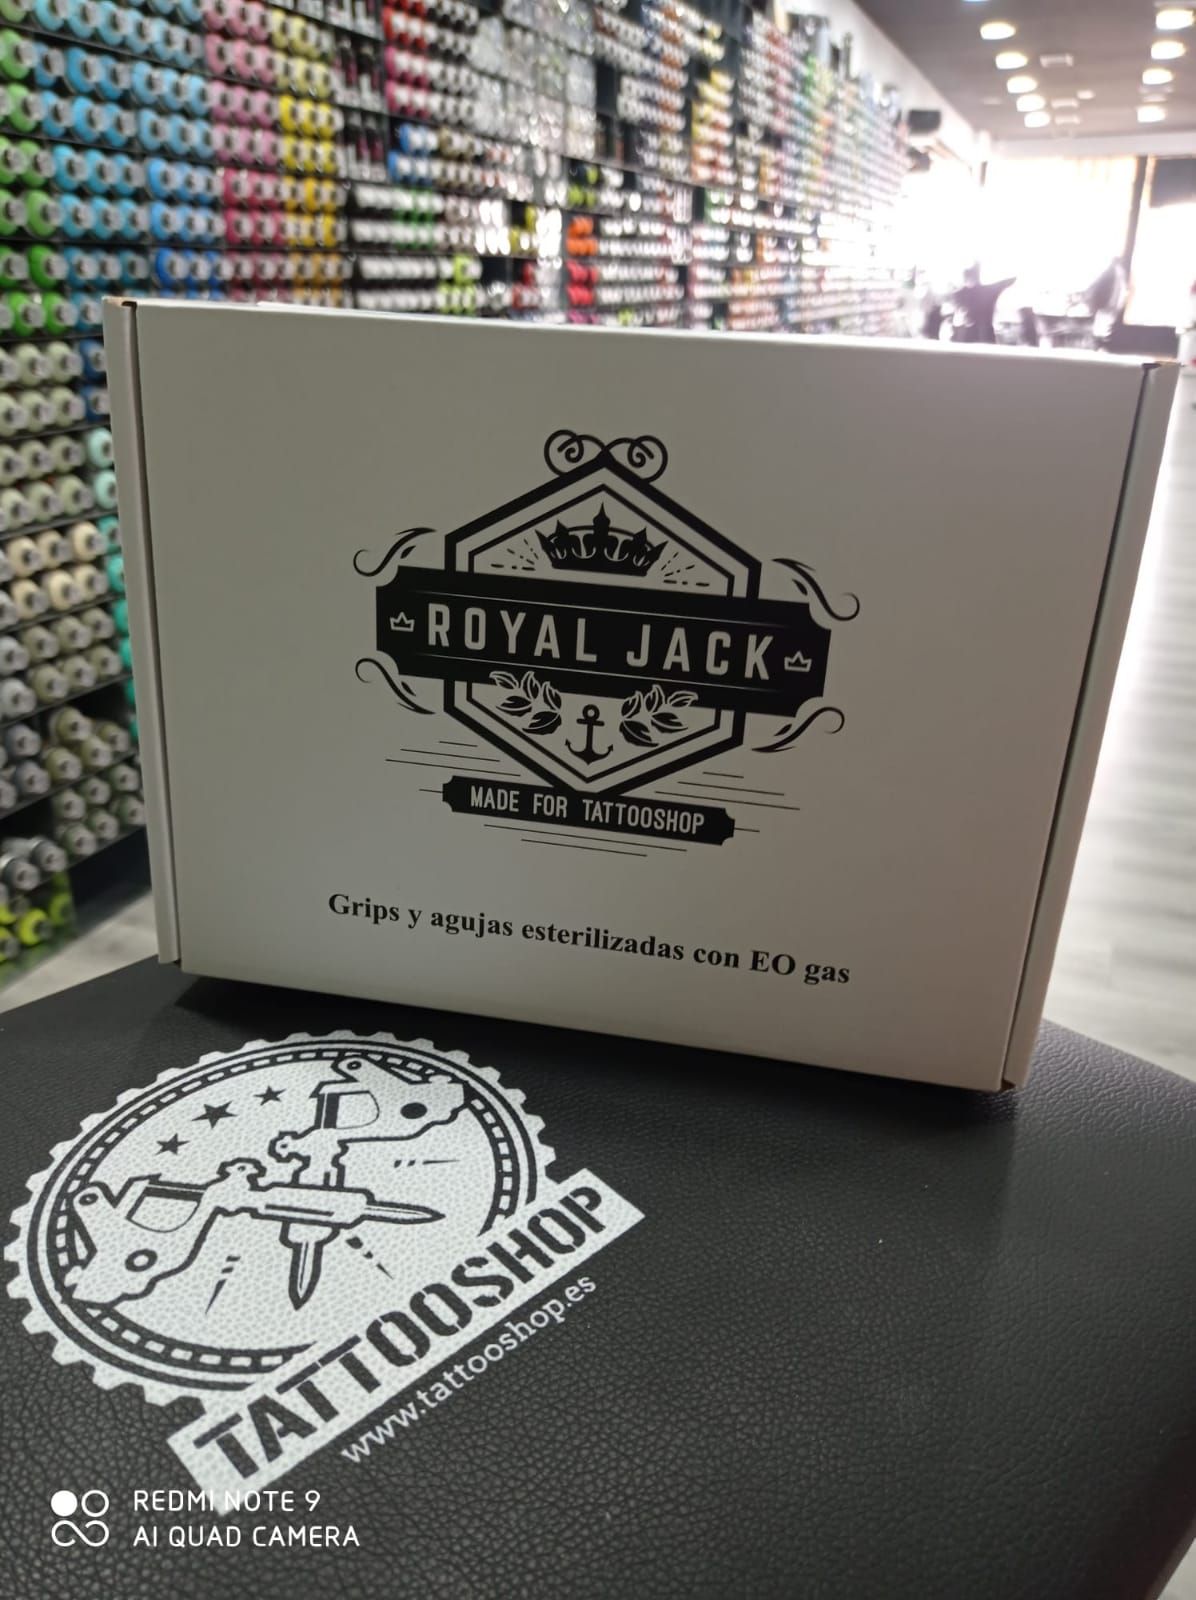 ROYAL JACK
MADE FOR TATTOOSHOP
Grips y agujas esterilizadas con EO gas
TATTOOSHOP
www.tattooshop.es
REDMI NOTE 9
AI QUAD CAMERA